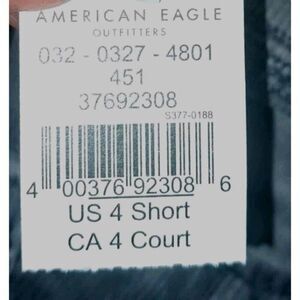 AMERICAN EAGLE
OUTFITTERS
032 - 0327 - 4801
451
37692308
S377-0188
4 00376 92308 6
US 4 Short
CA 4 Court